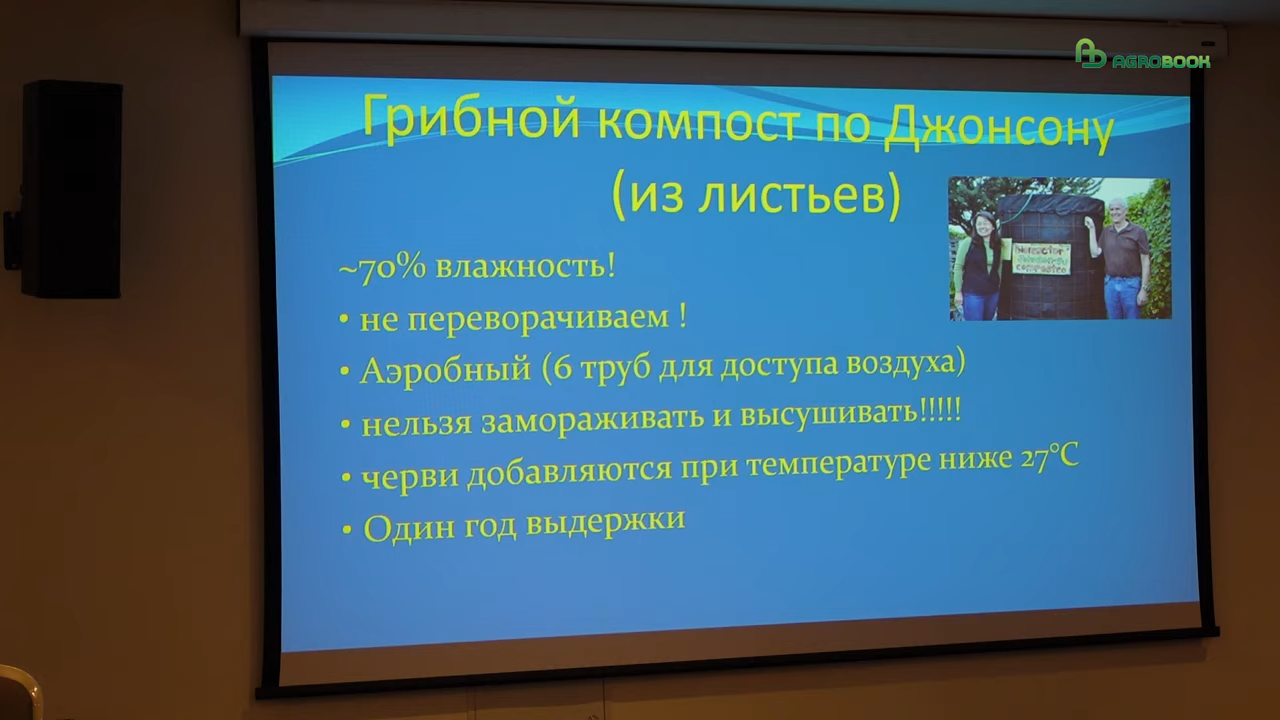 AGROBOOK
Грибной компост по Джонсону
(из листьев)
~70% влажность!
• не переворачиваем !
• Аэробный (6 труб для доступа воздуха)
• нельзя замораживать и высушивать!!!!!
• черви добавляются при температуре ниже 27°C
• Один год выдержки